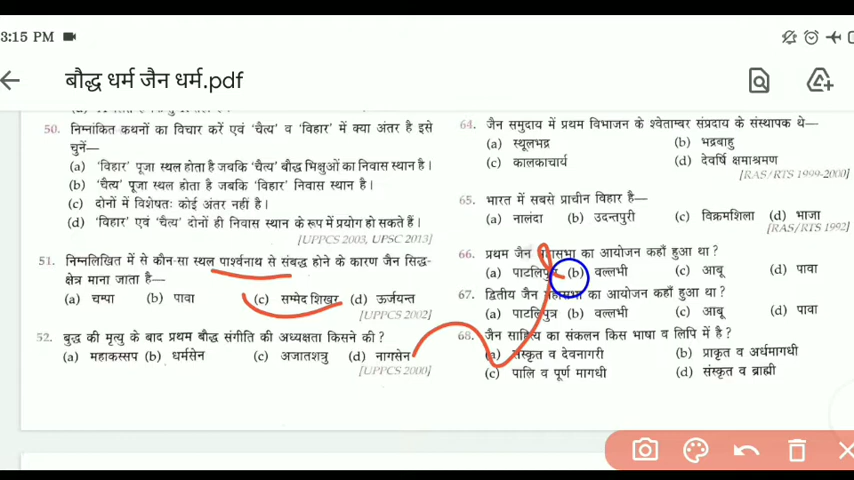 3:15 PM
बौद्ध धर्म जैन धर्म.pdf
50. निम्नांकित कथनों का विचार करें एवं 'चैत्य' व 'विहार' में क्या अंतर है इसे
चुनें—
(a) 'विहार' पूजा स्थल होता है जबकि 'चैत्य' बौद्ध भिक्षुओं का निवास स्थान है।
(b) 'चैत्य' पूजा स्थल होता है जबकि 'विहार' निवास स्थान है।
(c) दोनों में विशेषतः कोई अंतर नहीं है।
(d) 'विहार' एवं 'चैत्य' दोनों ही निवास स्थान के रूप में प्रयोग हो सकते हैं।
[UPPCS 2003, UPSC 2013]
51. निम्नलिखित में से कौन-सा स्थल पार्श्वनाथ से संबद्ध होने के कारण जैन सिद्ध-
क्षेत्र माना जाता है—
(a) चम्पा (b) पावा (c) सम्मेद शिखर (d) ऊर्जयन्त
[UPPCS 2002]
52. बुद्ध की मृत्यु के बाद प्रथम बौद्ध संगीति की अध्यक्षता किसने की?
(a) महाकस्सप (b) धर्मसेन (c) अजातशत्रु (d) नागसेन
[UPPCS 2000]
64. जैन समुदाय में प्रथम विभाजन के श्वेताम्बर संप्रदाय के संस्थापक थे—
(a) स्थूलभद्र (b) भद्रबाहु
(c) कालकाचार्य (d) देवर्षि क्षमाश्रमण
[RAS/RTS 1999-2000]
65. भारत में सबसे प्राचीन विहार है—
(a) नालंदा (b) उदन्तपुरी (c) विक्रमशिला (d) भाजा
[RAS/RTS 1992]
66. प्रथम जैन महासभा का आयोजन कहाँ हुआ था?
(a) पाटलिपुत्र (b) वल्लभी (c) आबू (d) पावा
67. द्वितीय जैन महासभा का आयोजन कहाँ हुआ था?
(a) पाटलिपुत्र (b) वल्लभी (c) आबू (d) पावा
68. जैन साहित्य का संकलन किस भाषा व लिपि में है?
(a) संस्कृत व देवनागरी (b) प्राकृत व अर्धमागधी
(c) पालि व पूर्ण मागधी (d) संस्कृत व ब्राह्मी